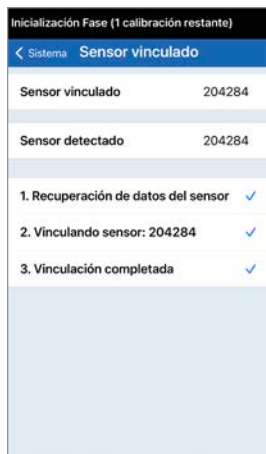 Inicialización Fase (1 calibración restante)
Sistema Sensor vinculado
Sensor vinculado 204284
Sensor detectado 204284
1. Recuperación de datos del sensor
2. Vinculando sensor: 204284
3. Vinculación completada